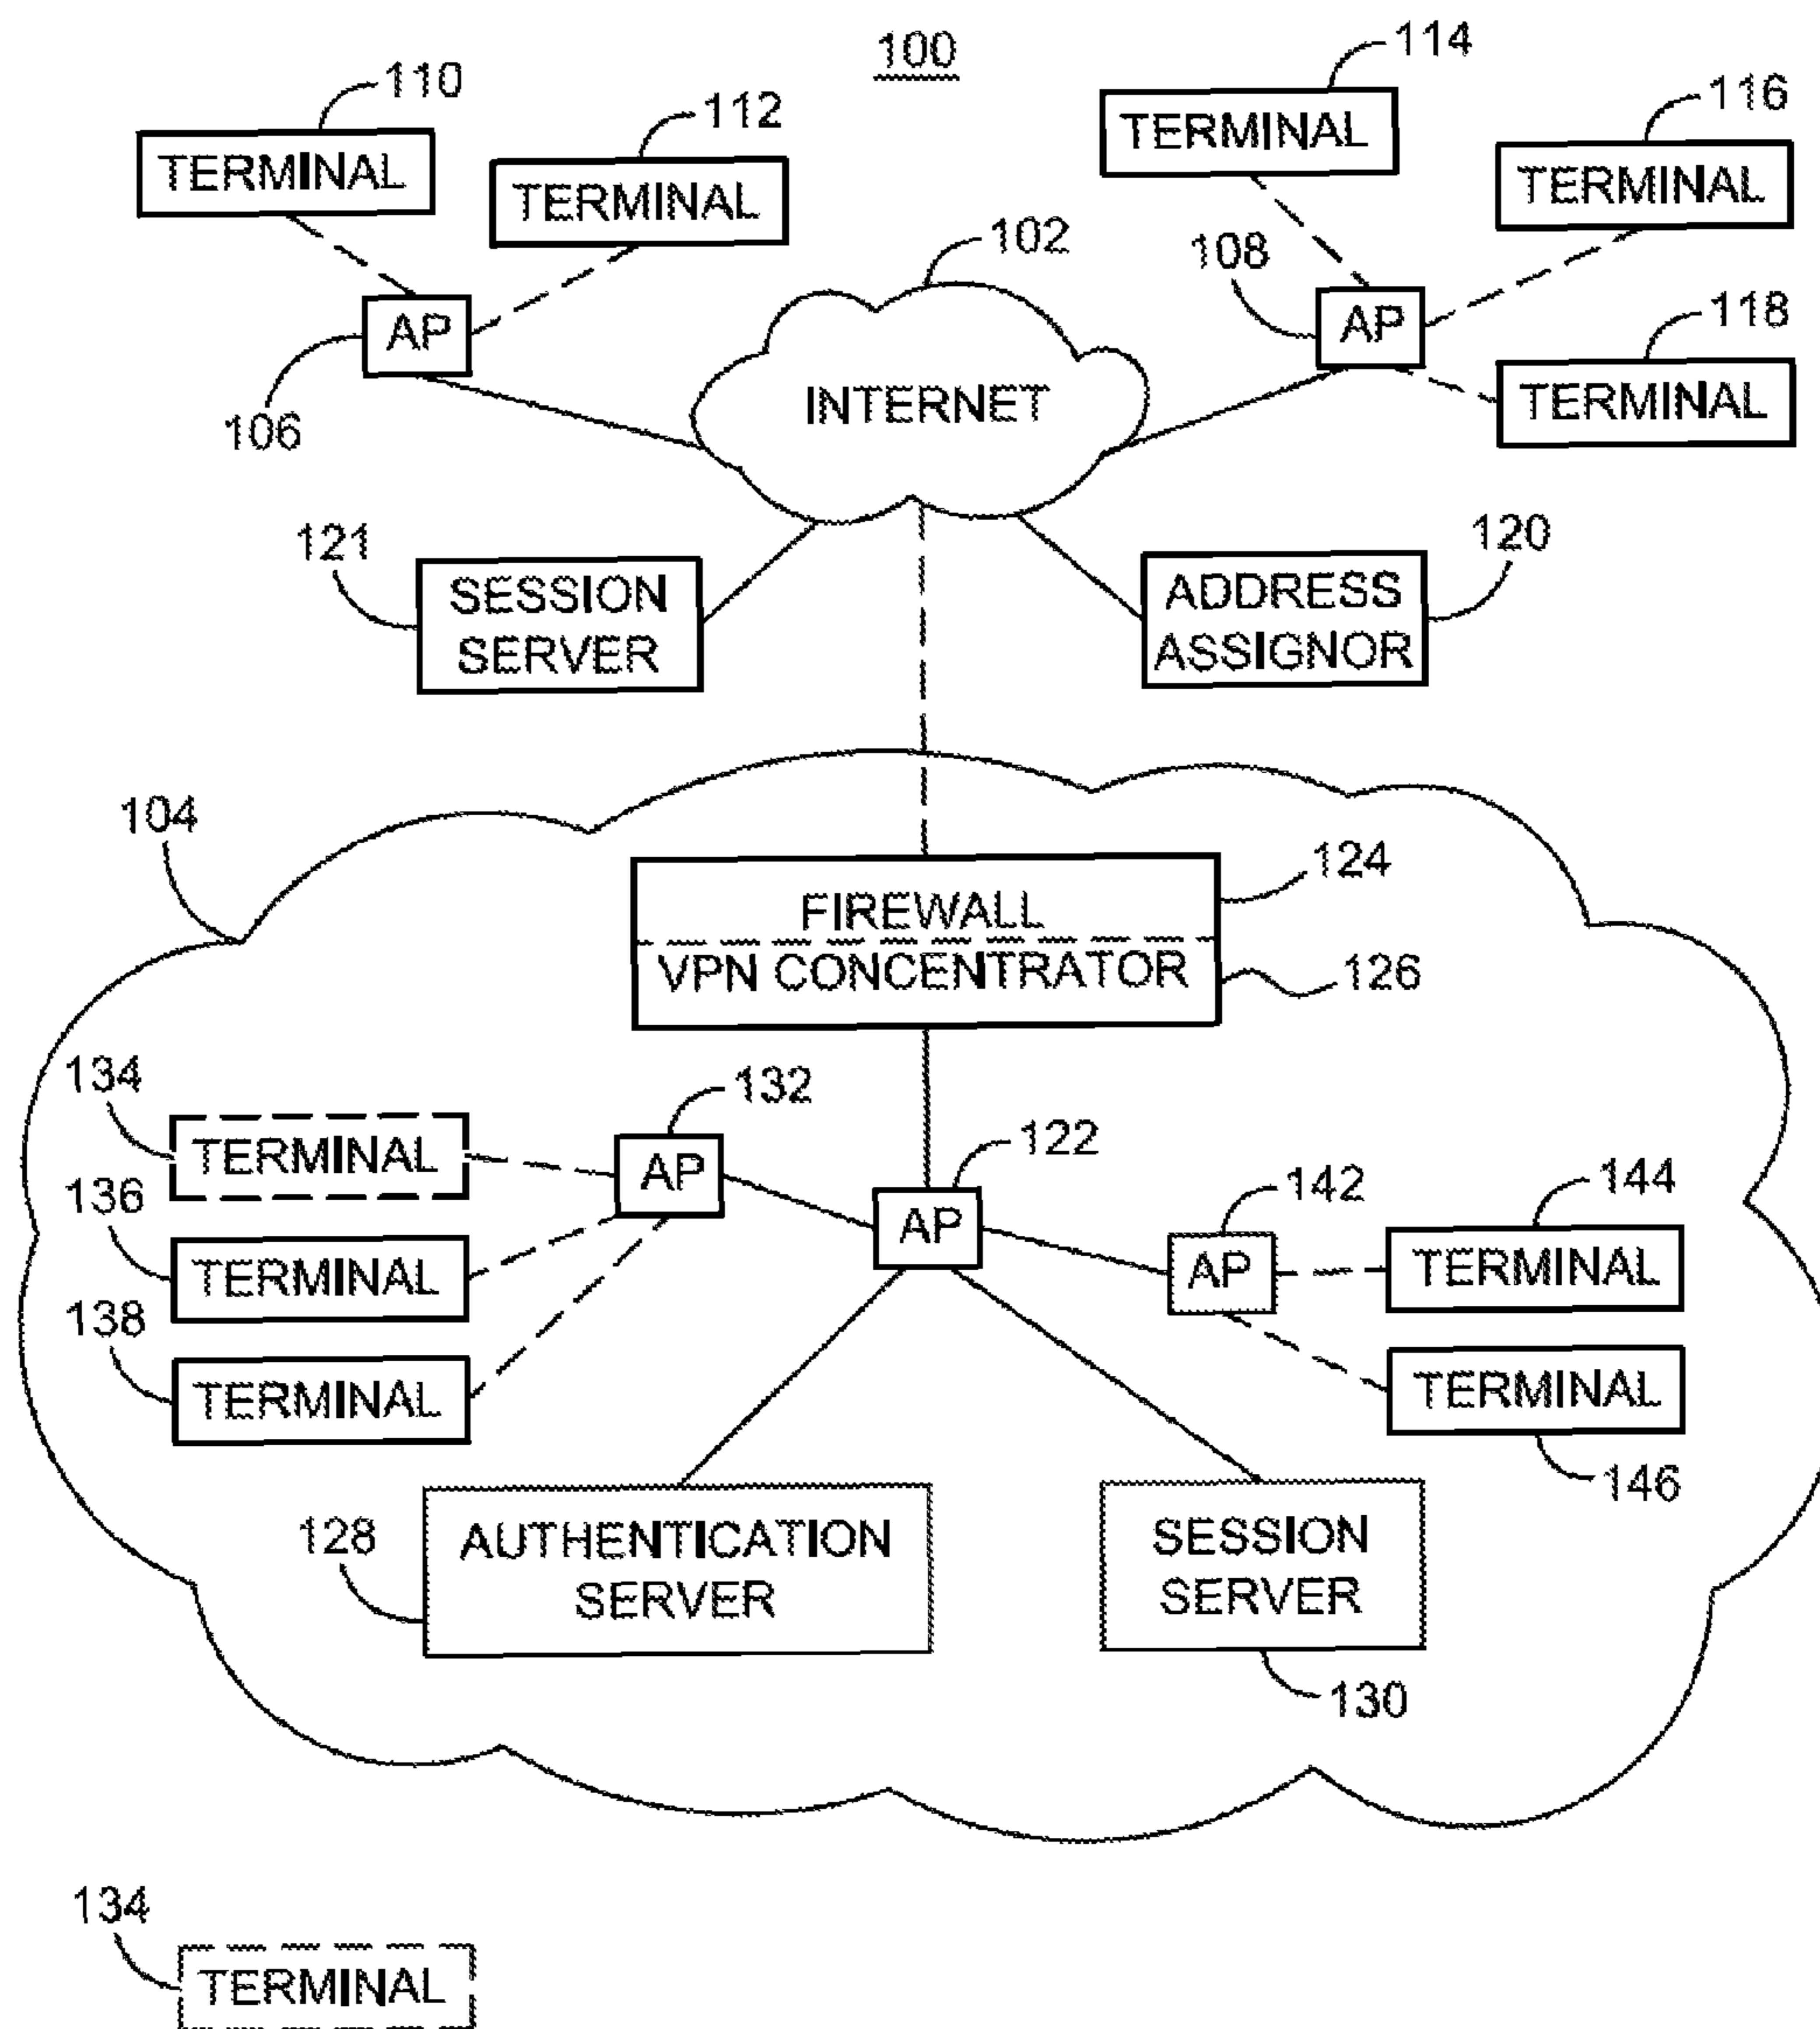 100
110
TERMINAL
112
TERMINAL
114
TERMINAL
116
TERMINAL
102
108
AP
AP
118
TERMINAL
INTERNET
106
121
SESSION
SERVER
120
ADDRESS
ASSIGNOR
104
124
FIREWALL
VPN CONCENTRATOR
126
134
TERMINAL
132
AP
122
AP
136
TERMINAL
142
AP
144
TERMINAL
138
TERMINAL
TERMINAL
146
128
AUTHENTICATION
SERVER
SESSION
SERVER
130
134
TERMINAL